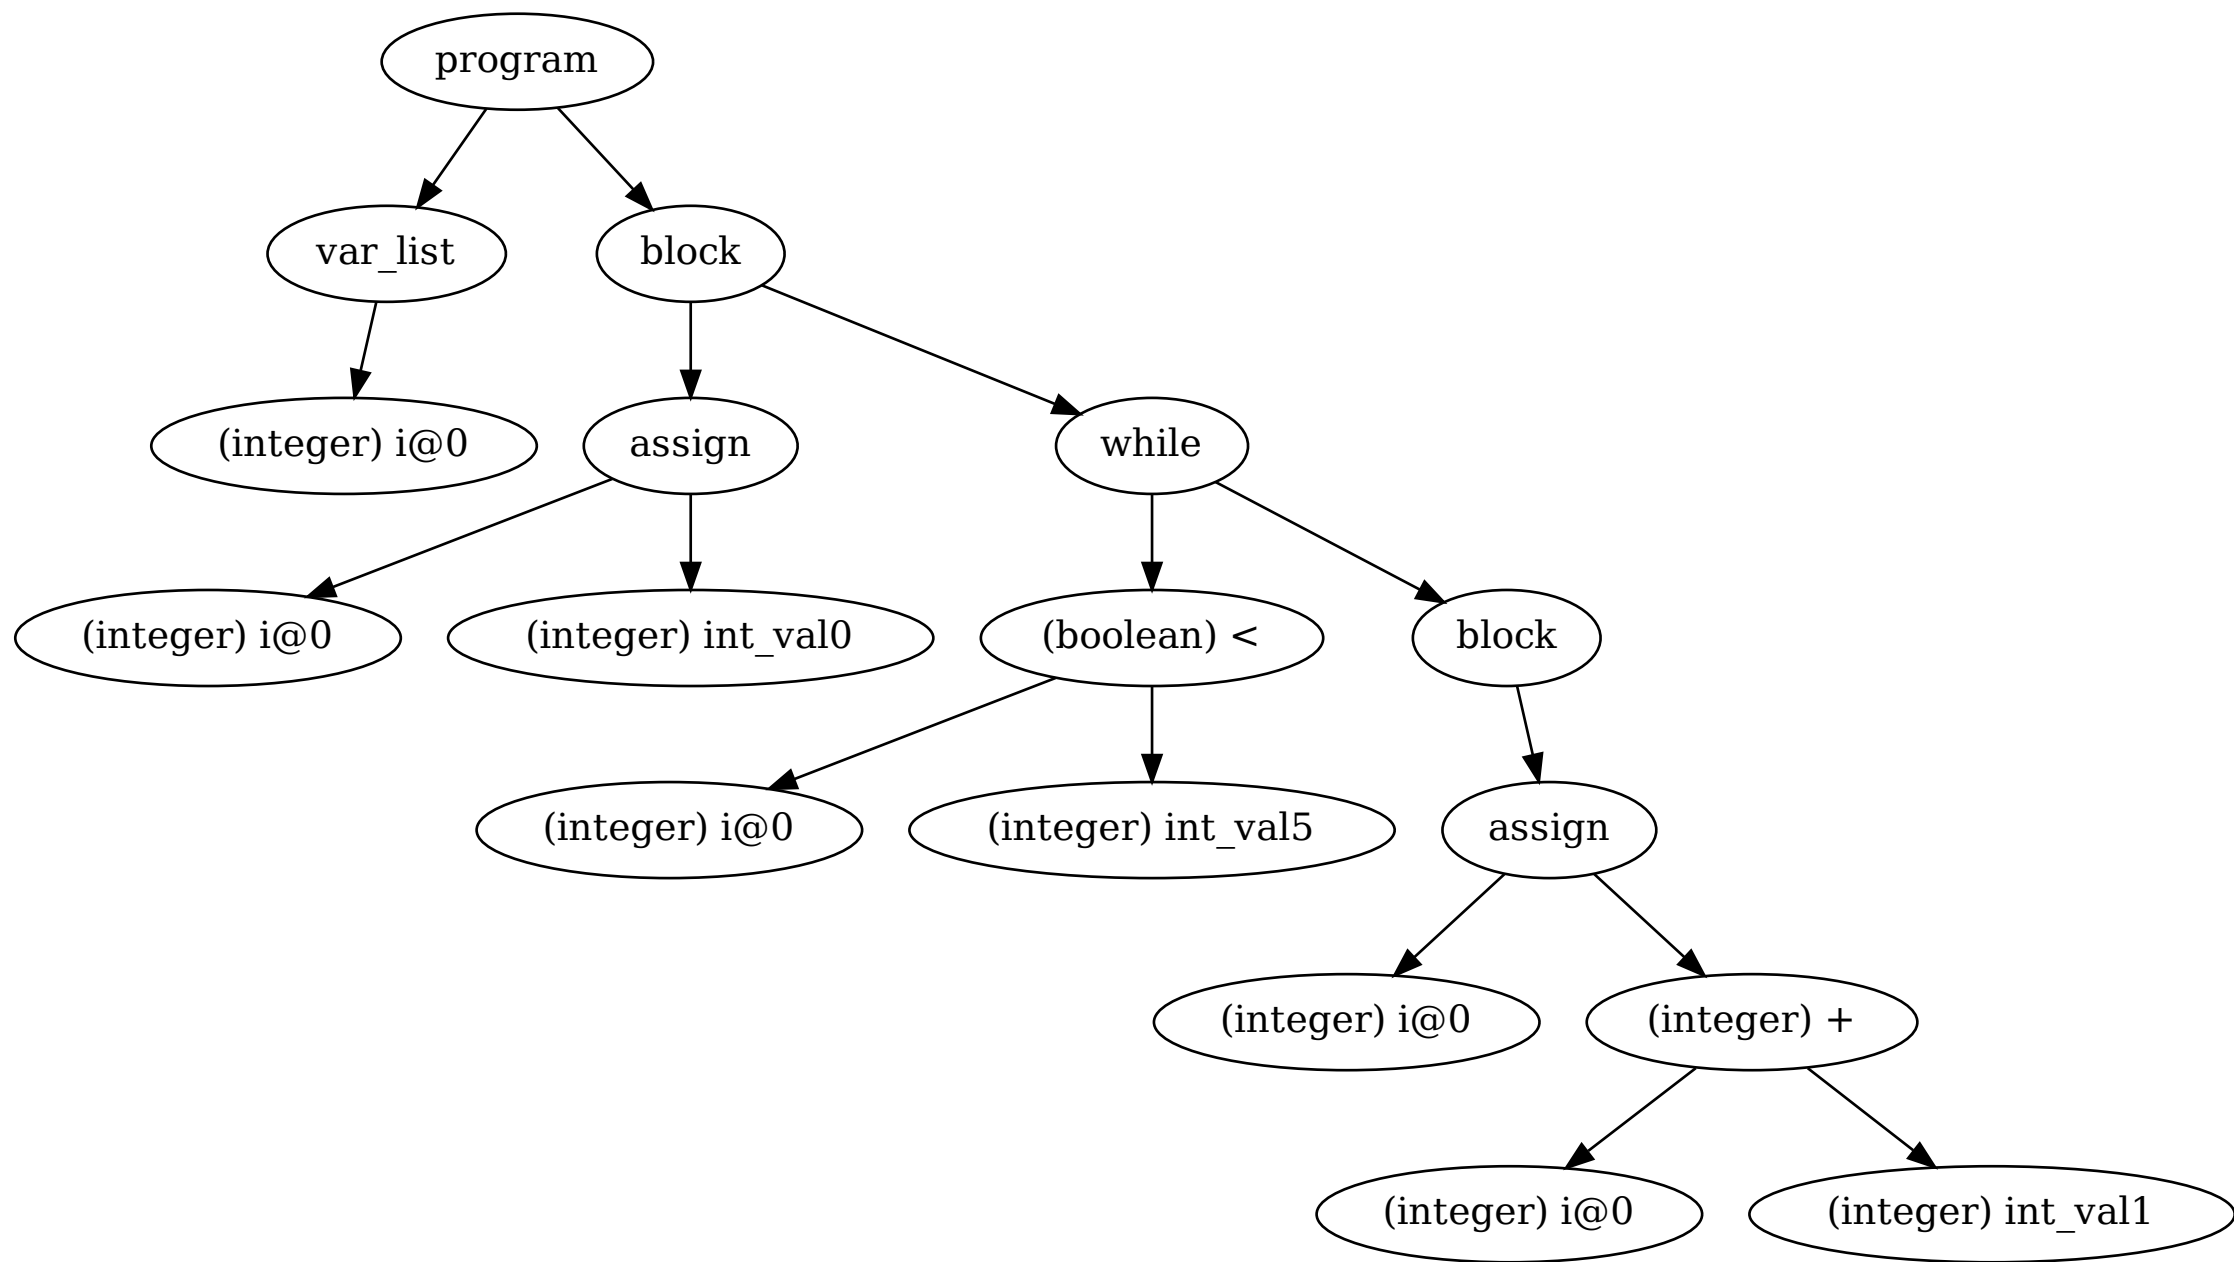 program
var_list
block
(integer) i@0
assign
while
(integer) i@0
(integer) int_val0
(boolean) <
block
(integer) i@0
(integer) int_val5
assign
(integer) i@0
(integer) +
(integer) i@0
(integer) int_val1